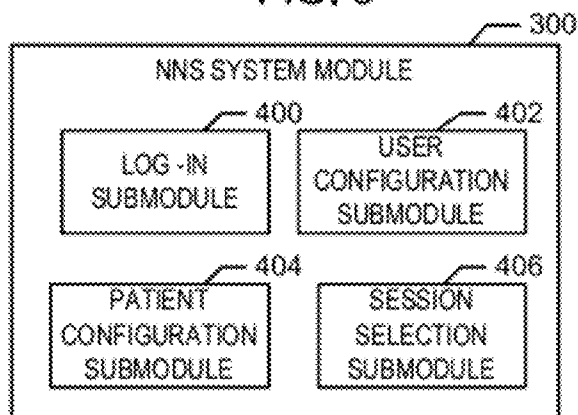 300
NNS SYSTEM MODULE
400
LOG -IN
SUBMODULE
402
USER
CONFIGURATION
SUBMODULE
404
PATIENT
CONFIGURATION
SUBMODULE
406
SESSION
SELECTION
SUBMODULE